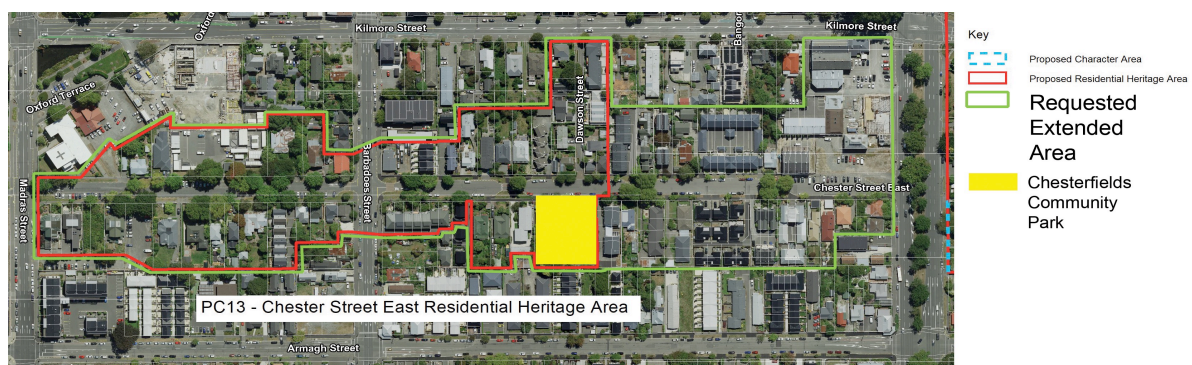 Oxford
Kilmore Street
Bangor
Kilmore Street
Oxford Terrace
Dawson Street
Madras Street
Barbadoes Street
Chester Street East
PC13 - Chester Street East Residential Heritage Area
Armagh Street
Key
Proposed Character Area
Proposed Residential Heritage Area
Requested
Extended
Area
Chesterfields
Community
Park